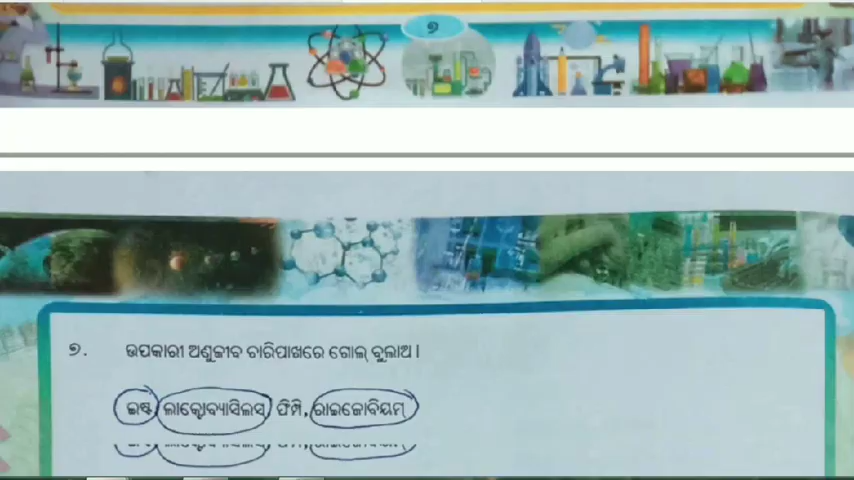 ୭
୭. ଉପକାରୀ ଅଣୁଜୀବ ଚାରିପାଖରେ ଗୋଲ୍ ବୁଲାଅ ।
ଇଷ୍ଟ, ଲାକ୍ଟୋବ୍ୟାସିଲସ୍, ଫିମ୍ପି, ରାଇଜୋବିୟମ୍